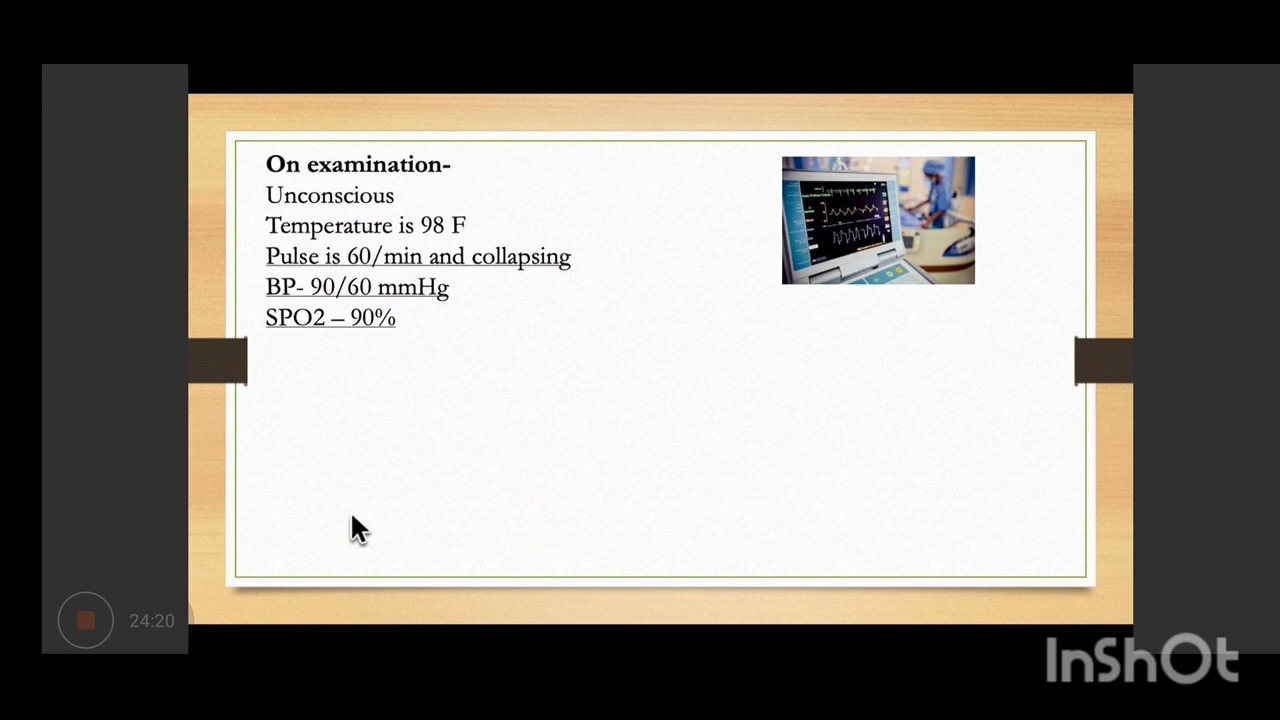 On examination-
Unconscious
Temperature is 98 F
Pulse is 60/min and collapsing
BP- 90/60 mmHg
SPO2 – 90%
24:20
InShOt